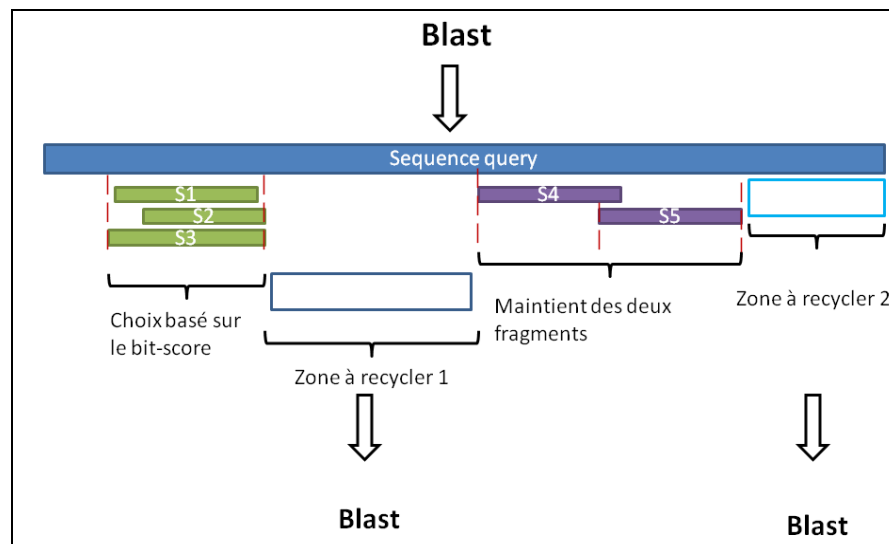 Blast
Sequence query
S1
S2
S3
S4
S5
Choix basé sur
le bit-score
Zone à recycler 1
Maintient des deux
fragments
Zone à recycler 2
Blast
Blast